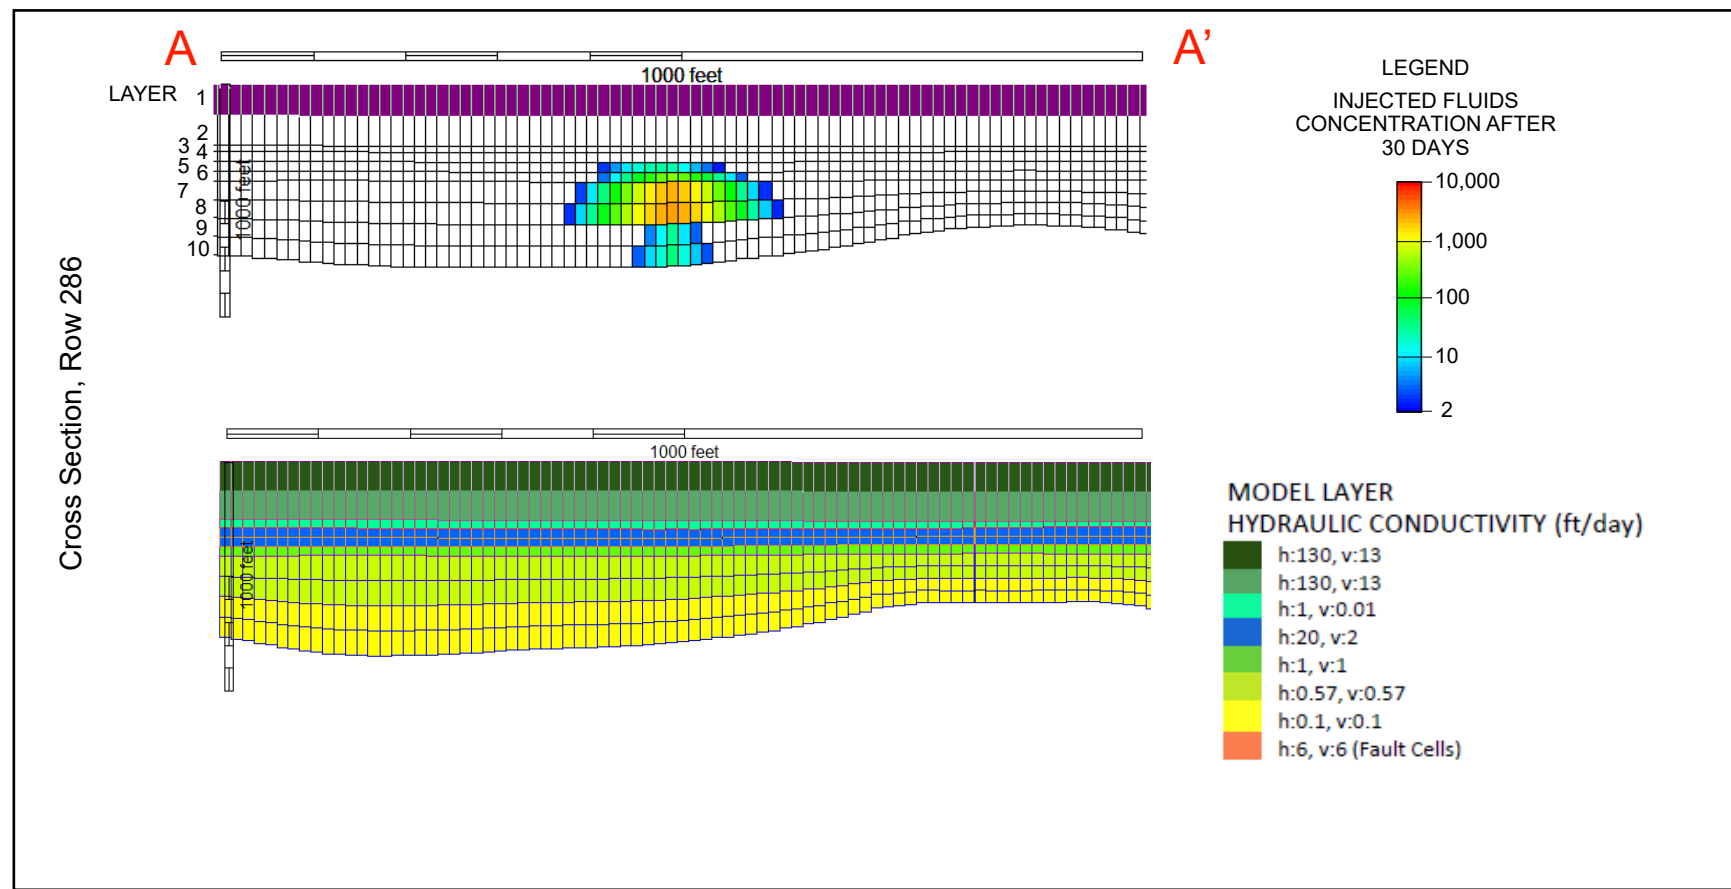 A
A’
1000 feet
LAYER 1
2
3 4
5 6
7
8
9
10
1000 feet
Cross Section, Row 286
LEGEND
INJECTED FLUIDS
CONCENTRATION AFTER
30 DAYS
10,000
1,000
100
10
2
1000 feet
1000 feet
MODEL LAYER
HYDRAULIC CONDUCTIVITY (ft/day)
h:130, v:13
h:130, v:13
h:1, v:0.01
h:20, v:2
h:1, v:1
h:0.57, v:0.57
h:0.1, v:0.1
h:6, v:6 (Fault Cells)